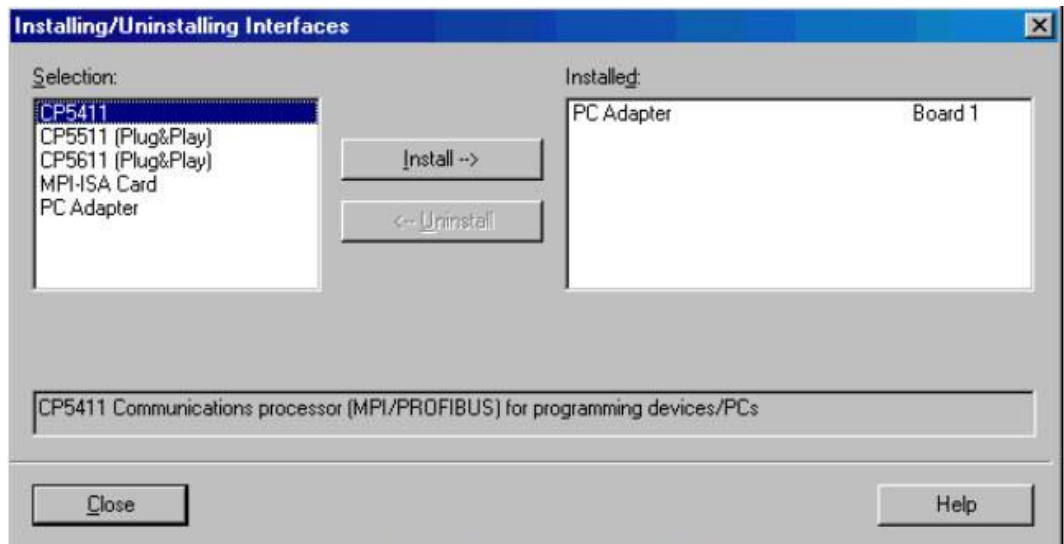 Installing/Uninstalling Interfaces
Selection:
Installed:
CP5411
CP5511 (Plug&Play)
CP5611 (Plug&Play)
MPI-ISA Card
PC Adapter
Install -->
<-- Uninstall
PC Adapter Board 1
CP5411 Communications processor (MPI/PROFIBUS) for programming devices/PCs
Close
Help